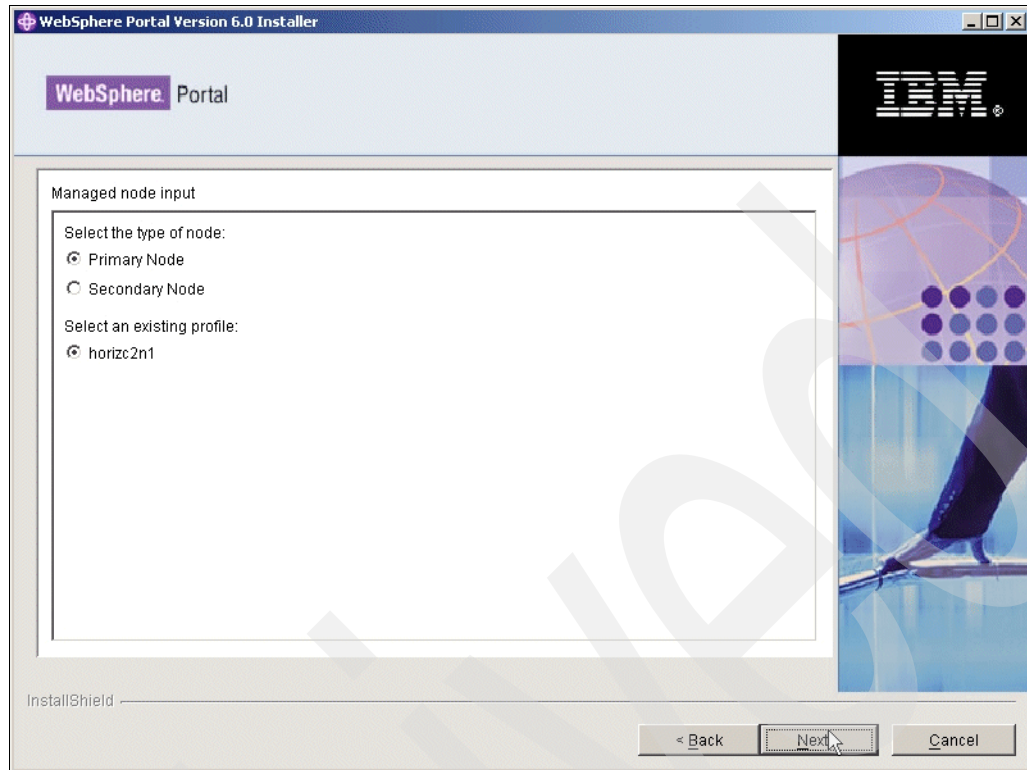 WebSphere Portal Version 6.0 Installer
WebSphere. Portal
IBM®
Managed node input
Select the type of node:
Primary Node
Secondary Node
Select an existing profile:
horizc2n1
InstallShield
< Back Next > Cancel